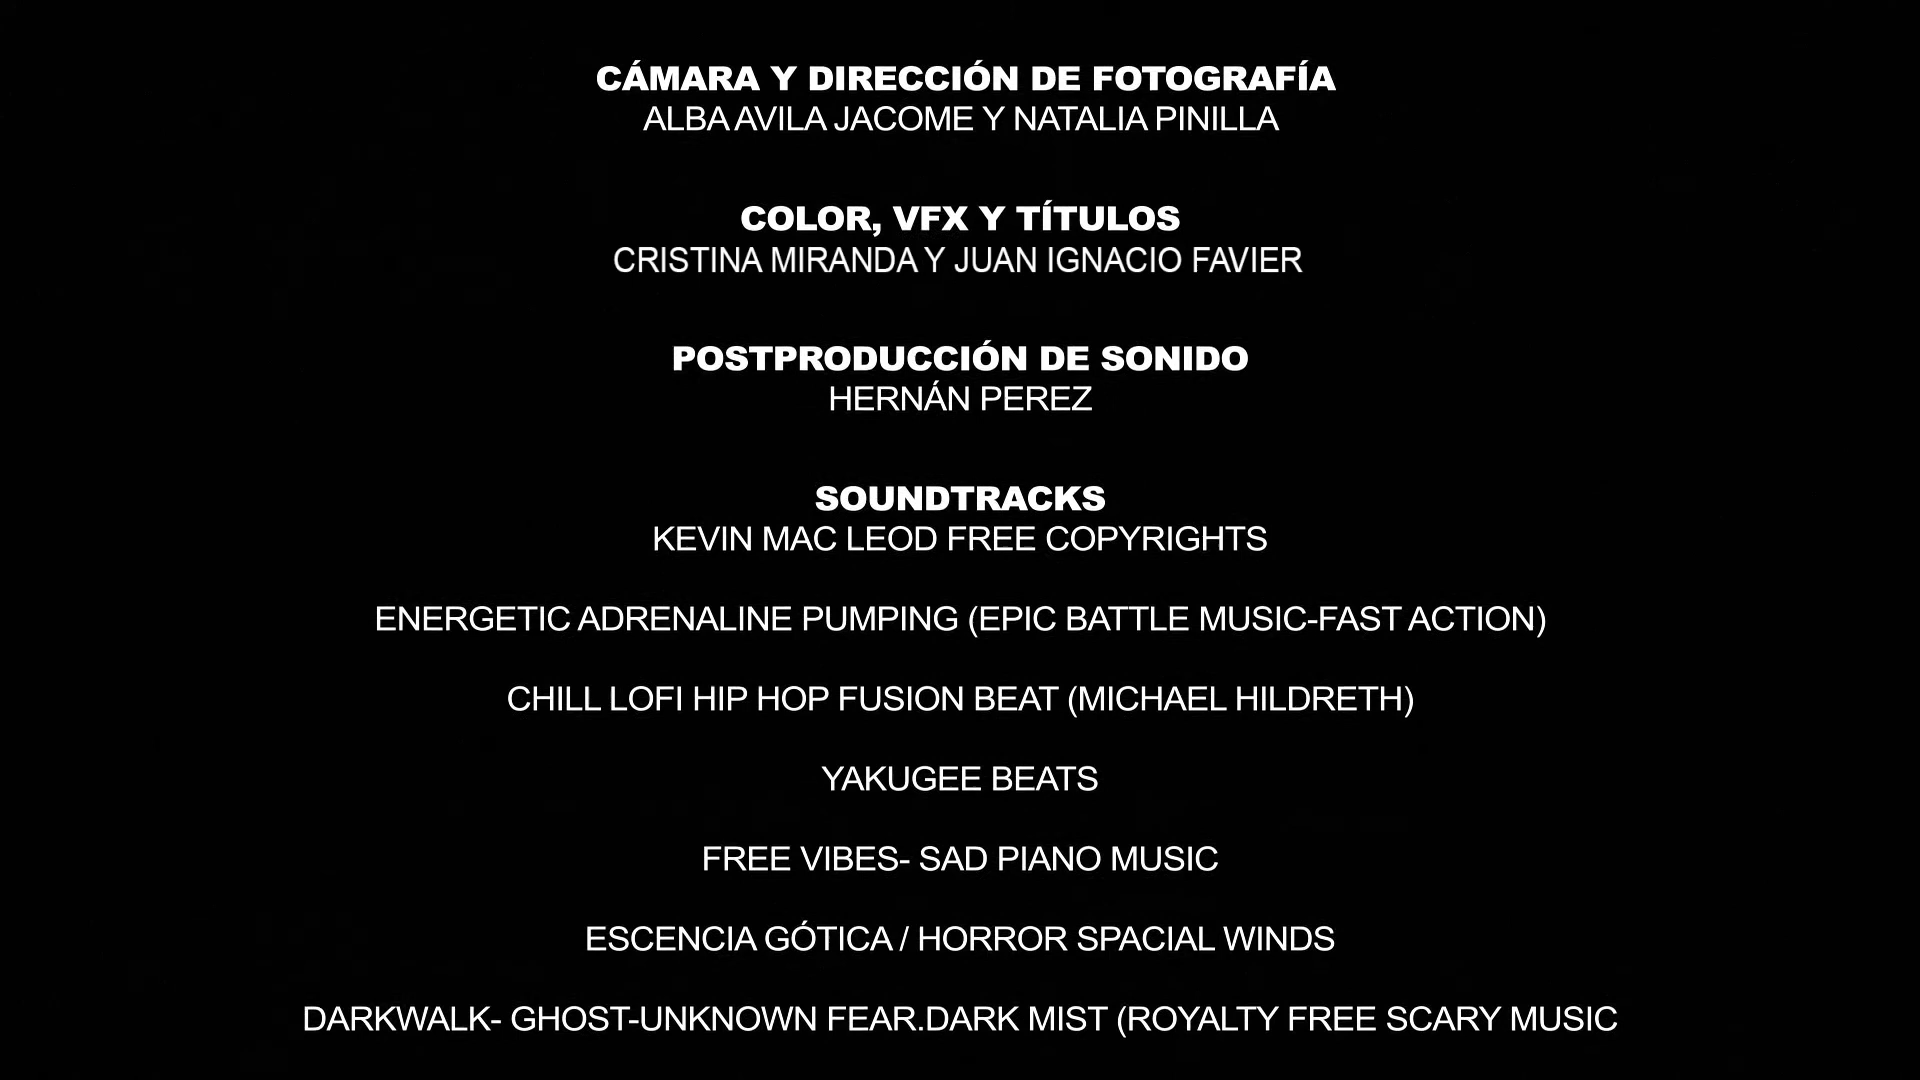 CÁMARA Y DIRECCIÓN DE FOTOGRAFÍA
ALBA AVILA JACOME Y NATALIA PINILLA
COLOR, VFX Y TÍTULOS
CRISTINA MIRANDA Y JUAN IGNACIO FAVIER
POSTPRODUCCIÓN DE SONIDO
HERNÁN PEREZ
SOUNDTRACKS
KEVIN MAC LEOD FREE COPYRIGHTS
ENERGETIC ADRENALINE PUMPING (EPIC BATTLE MUSIC-FAST ACTION)
CHILL LOFI HIP HOP FUSION BEAT (MICHAEL HILDRETH)
YAKUGEE BEATS
FREE VIBES- SAD PIANO MUSIC
ESCENCIA GÓTICA / HORROR SPACIAL WINDS
DARKWALK- GHOST-UNKNOWN FEAR.DARK MIST (ROYALTY FREE SCARY MUSIC